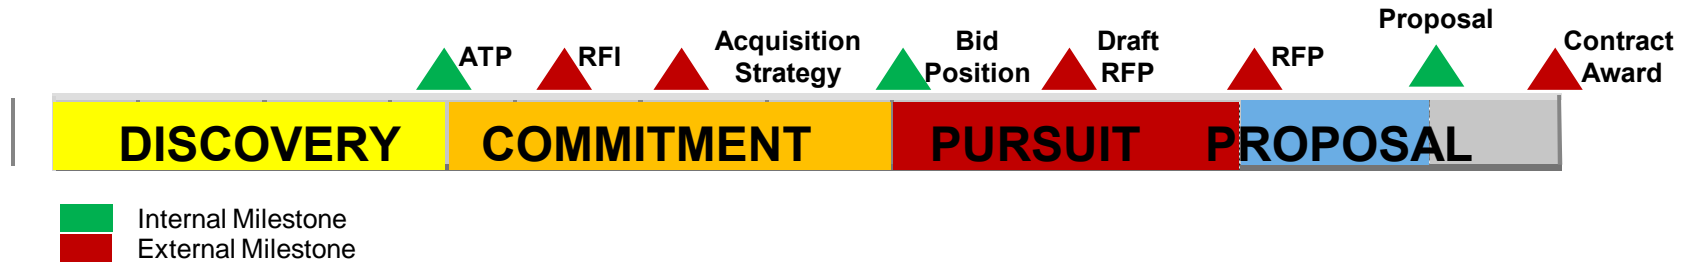 ATP
RFI
Acquisition
Strategy
Bid
Position
Draft
RFP
RFP
Proposal
Contract
Award
DISCOVERY
COMMITMENT
PURSUIT
PROPOSAL
Internal Milestone
External Milestone